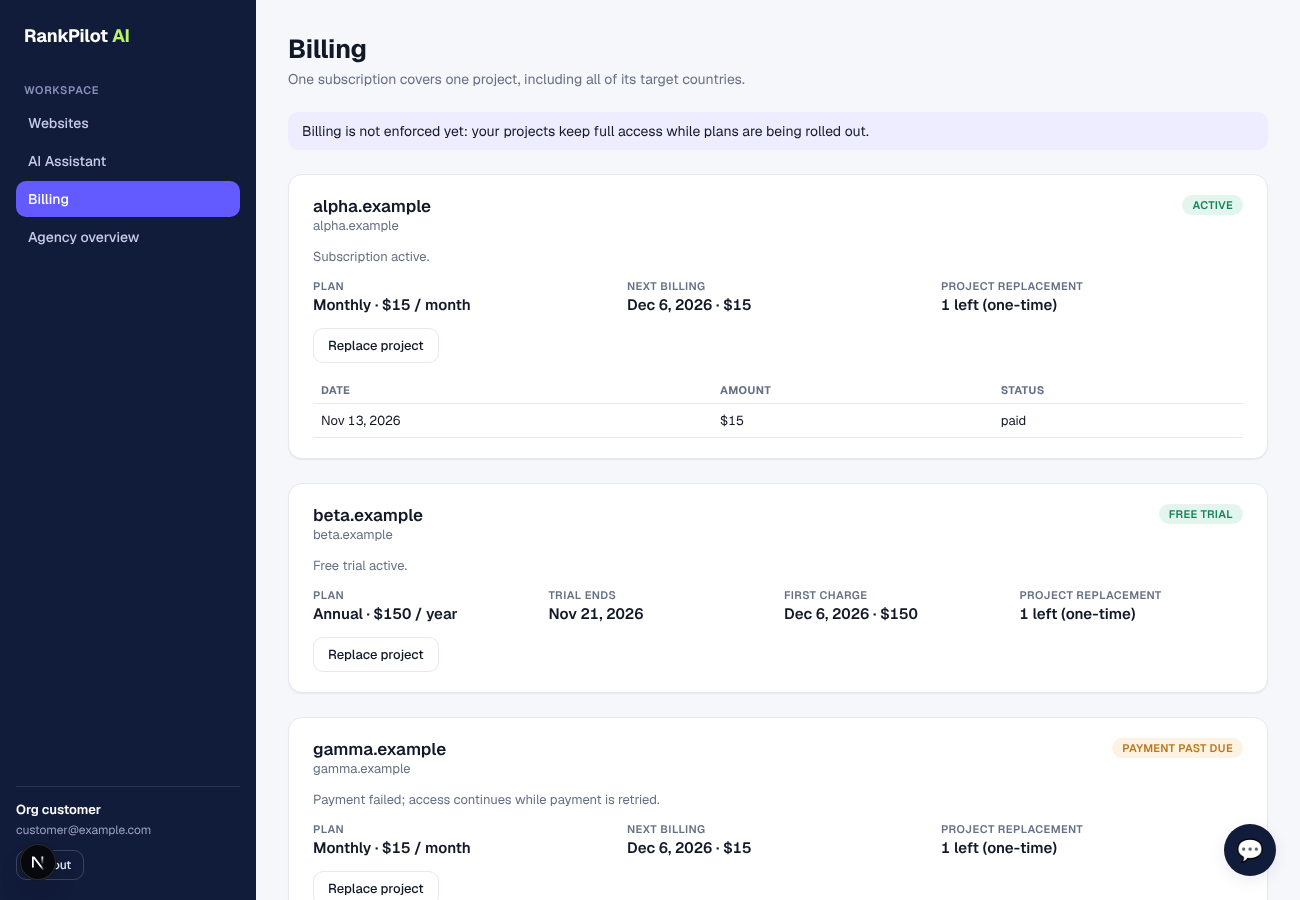 RankPilot AI
WORKSPACE
Websites
AI Assistant
Billing
Agency overview
Org customer
customer@example.com
N
out
Billing
One subscription covers one project, including all of its target countries.
Billing is not enforced yet: your projects keep full access while plans are being rolled out.
alpha.example
ACTIVE
alpha.example
Subscription active.
PLAN NEXT BILLING PROJECT REPLACEMENT
Monthly · $15 / month Dec 6, 2026 · $15 1 left (one-time)
Replace project
DATE AMOUNT STATUS
Nov 13, 2026 $15 paid
beta.example
FREE TRIAL
beta.example
Free trial active.
PLAN TRIAL ENDS FIRST CHARGE PROJECT REPLACEMENT
Annual · $150 / year Nov 21, 2026 Dec 6, 2026 · $150 1 left (one-time)
Replace project
gamma.example
PAYMENT PAST DUE
gamma.example
Payment failed; access continues while payment is retried.
PLAN NEXT BILLING PROJECT REPLACEMENT
Monthly · $15 / month Dec 6, 2026 · $15 1 left (one-time)
Replace project